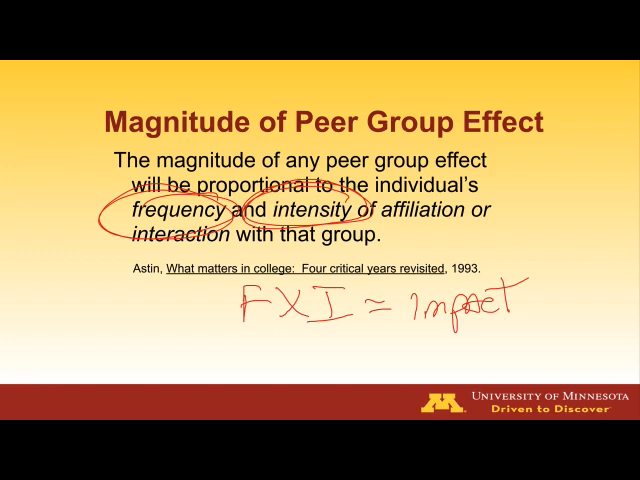 Magnitude of Peer Group Effect
The magnitude of any peer group effect
will be proportional to the individual's
frequency and intensity of affiliation or
interaction with that group.
Astin, What matters in college: Four critical years revisited, 1993.
F X I ≈ impact
UNIVERSITY OF MINNESOTA
Driven to Discover